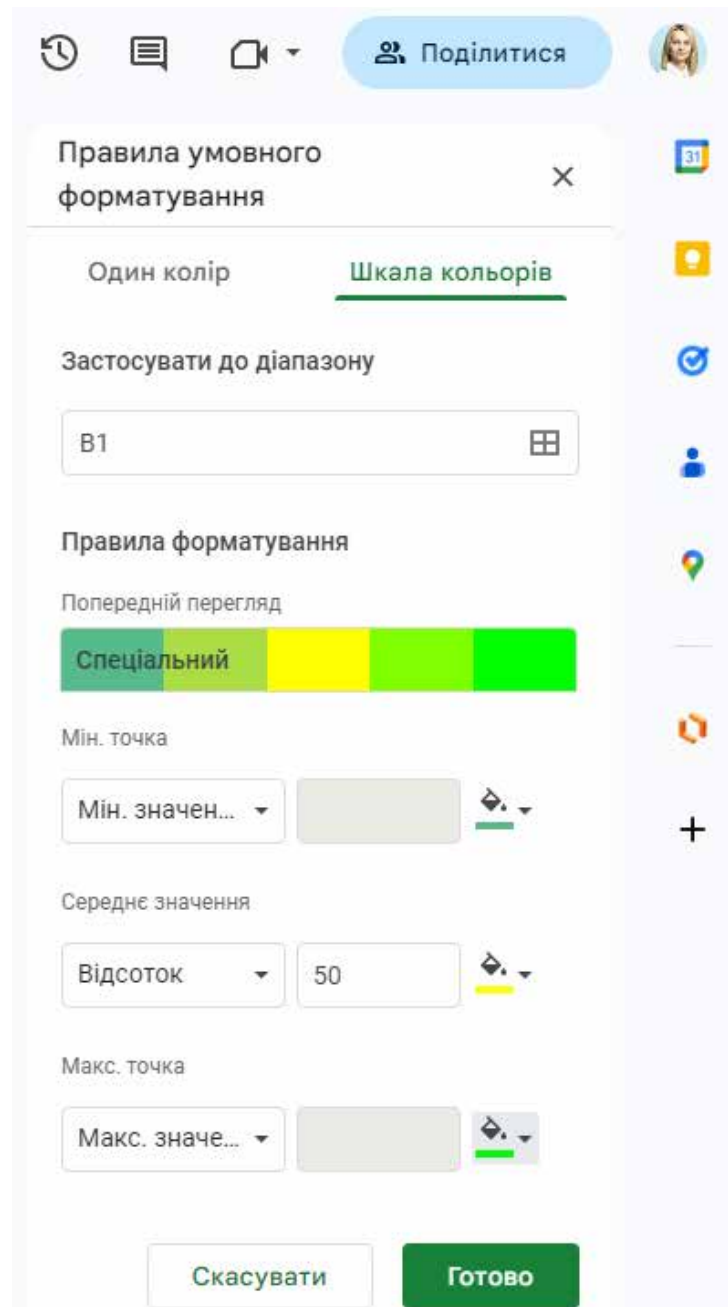 Поділитися
31
Правила умовного
форматування
Один колір
Шкала кольорів
Застосувати до діапазону
B1
Правила форматування
Попередній перегляд
Спеціальний
Мін. точка
Мін. значен...
Середнє значення
Відсоток
50
Макс. точка
Макс. значе...
Скасувати
Готово